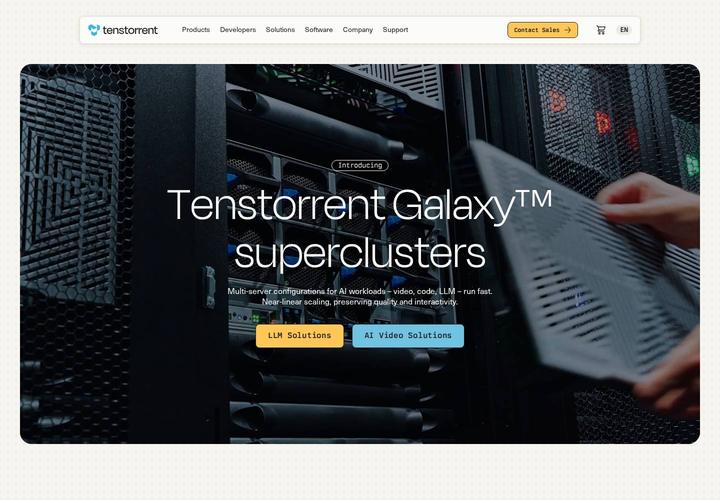 tenstorrent
Products Developers Solutions Software Company Support
Contact Sales →
EN
Introducing
Tenstorrent Galaxy™
superclusters
Multi-server configurations for AI workloads – video, code, LLM – run fast.
Near-linear scaling, preserving quality and interactivity.
LLM Solutions AI Video Solutions